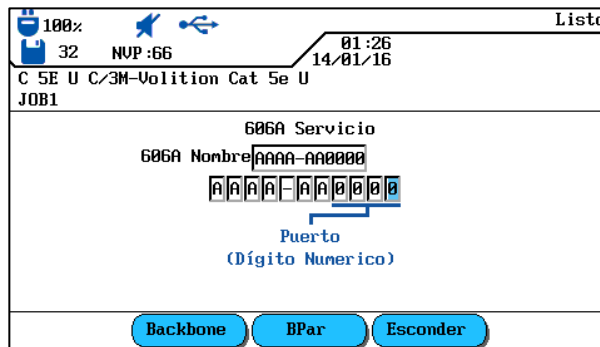 100% Listo
32 NVP:66 01:26
14/01/16
C 5E U C/3M-Volition Cat 5e U
JOB1
606A Servicio
606A Nombre AAAA-AA0000
AAAA-AA0000
Puerto
(Dígito Numerico)
Backbone BPar Esconder